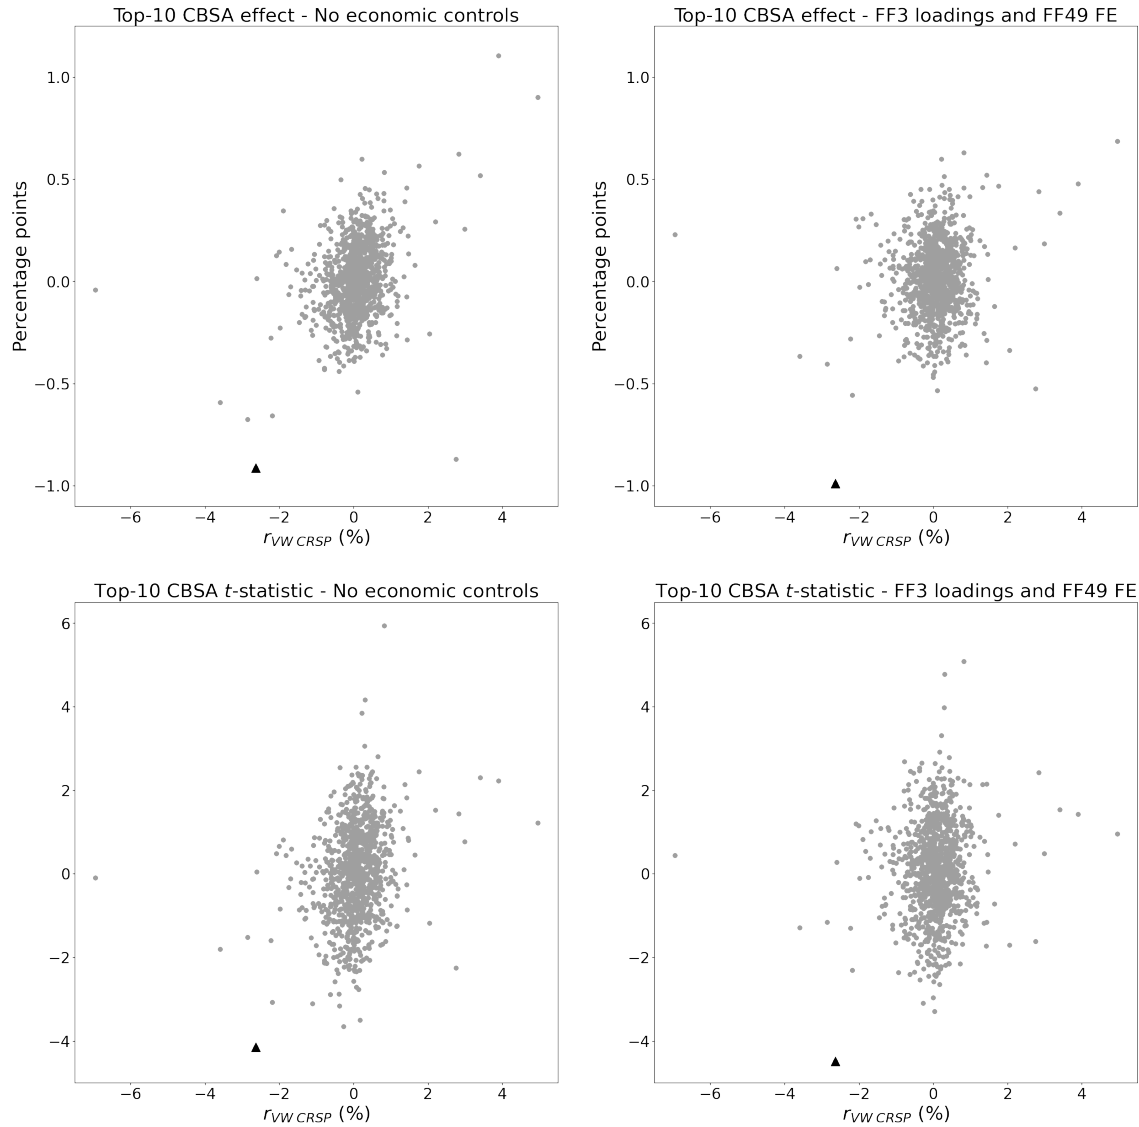 Top-10 CBSA effect - No economic controls
Percentage points
1.0
0.5
0.0
−0.5
−1.0
−6 −4 −2 0 2 4
r_VW CRSP (%)
Top-10 CBSA effect - FF3 loadings and FF49 FE
Percentage points
1.0
0.5
0.0
−0.5
−1.0
−6 −4 −2 0 2 4
r_VW CRSP (%)
Top-10 CBSA t-statistic - No economic controls
6
4
2
0
−2
−4
−6 −4 −2 0 2 4
r_VW CRSP (%)
Top-10 CBSA t-statistic - FF3 loadings and FF49 FE
6
4
2
0
−2
−4
−6 −4 −2 0 2 4
r_VW CRSP (%)